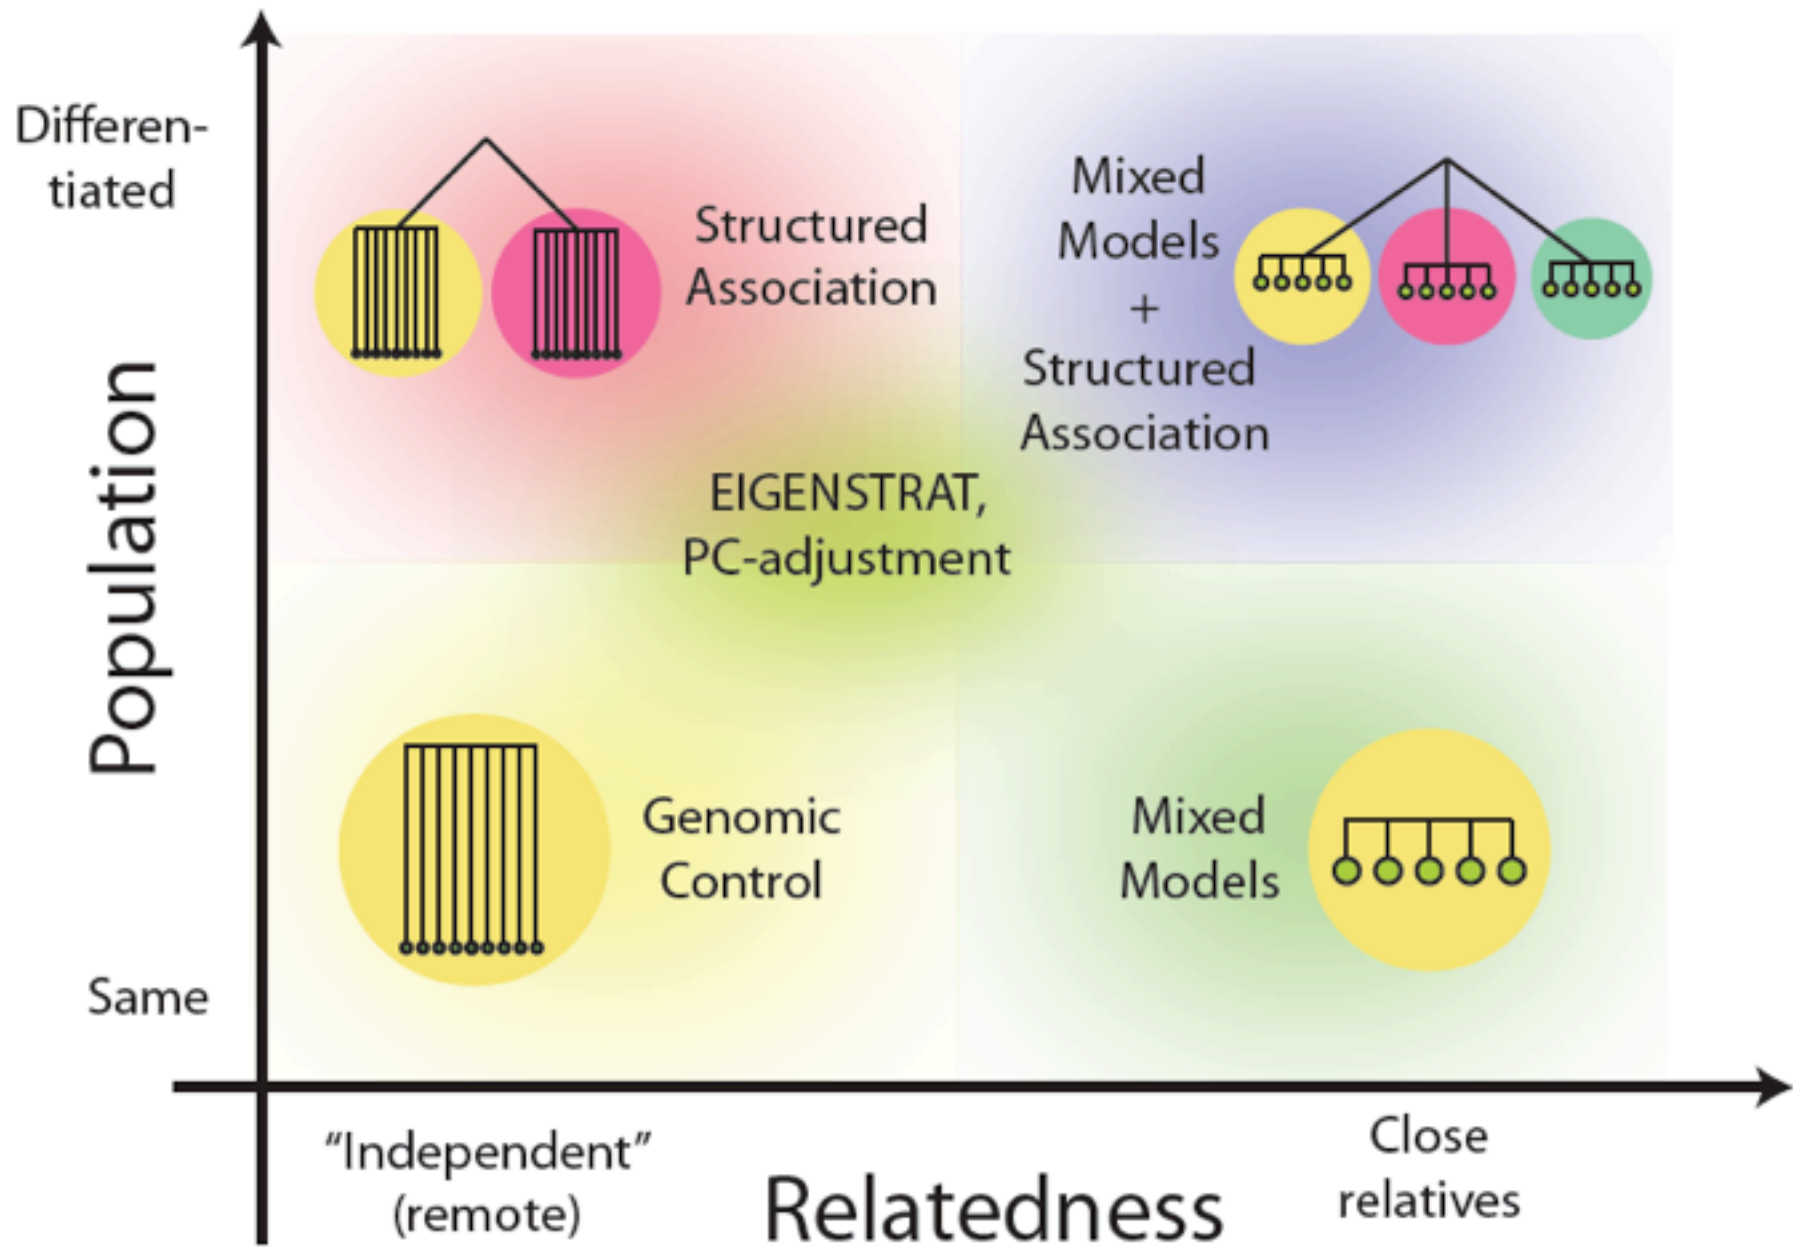 Differen-
tiated
Structured
Association
Mixed
Models
+
Structured
Association
EIGENSTRAT,
PC-adjustment
Population
Genomic
Control
Mixed
Models
Same
“Independent”
(remote)
Relatedness
Close
relatives